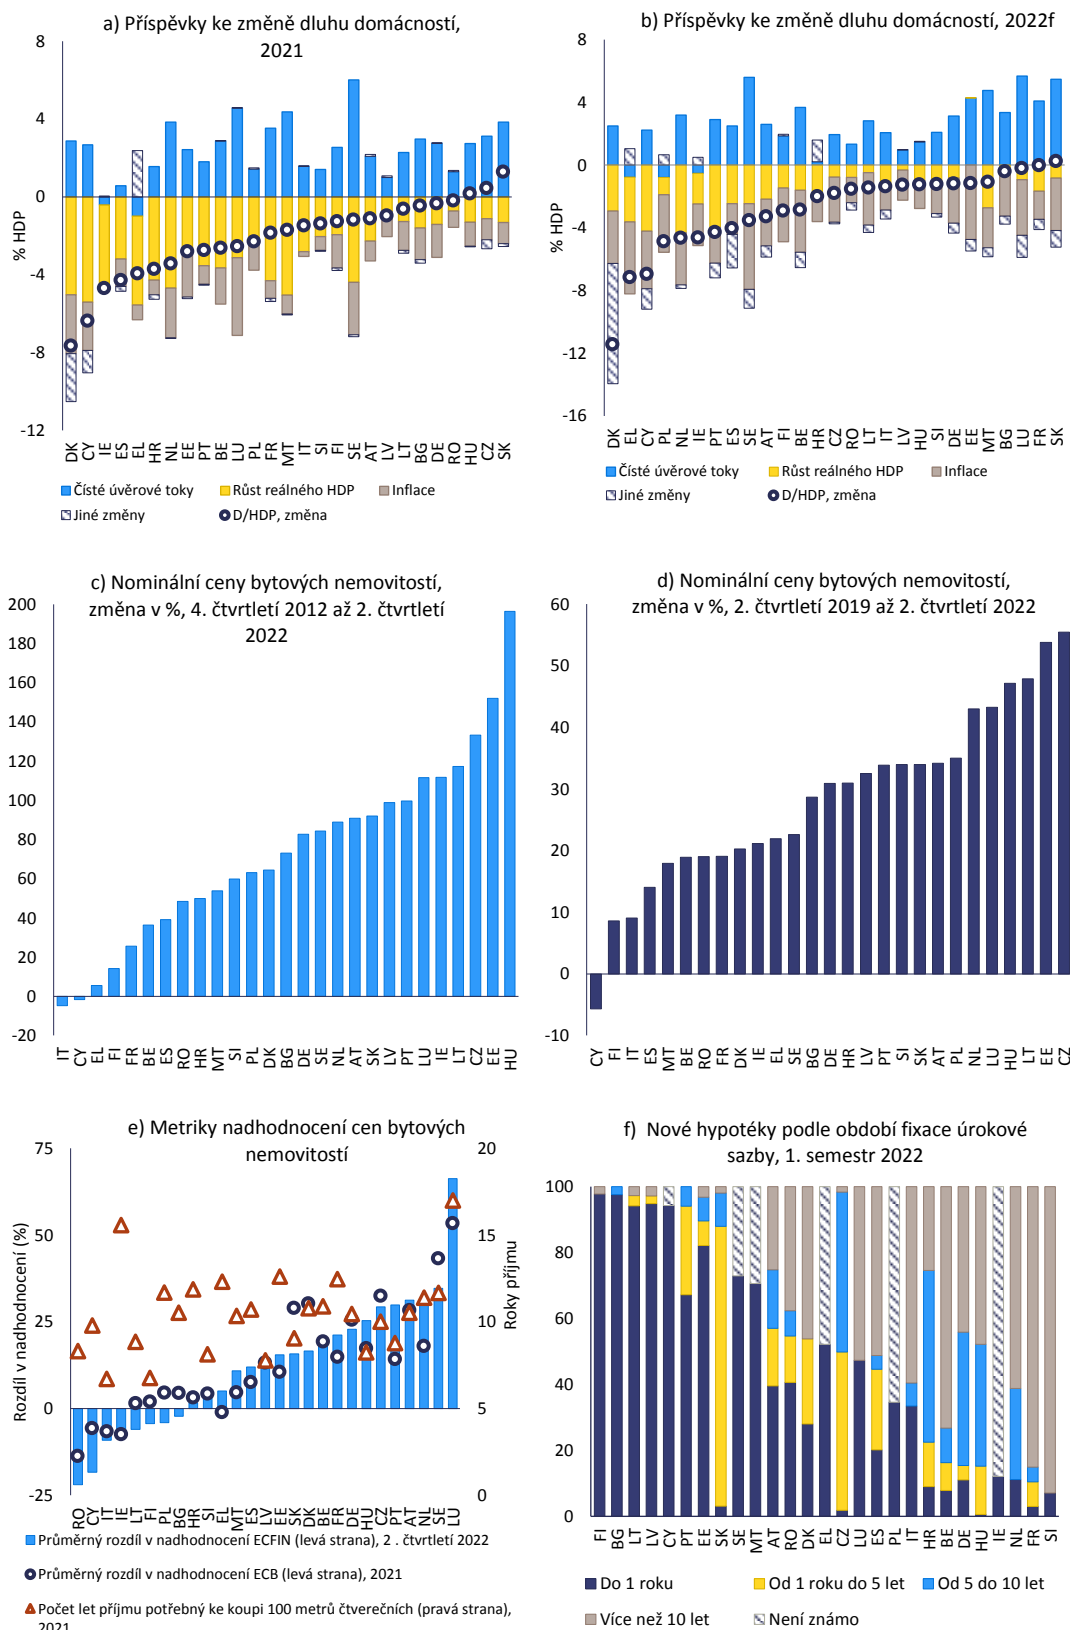 a) Příspěvky ke změně dluhu domácností,
2021
8
4
0
-4
-8
-12
% HDP
DK CY IE ES EL HR NL EE PT BE LU PL FR MT IT SI FI SE AT LV LT BG DE RO HU CZ SK
Čísté úvěrové toky
Růst reálného HDP
Inflace
Jiné změny
D/HDP, změna
b) Příspěvky ke změně dluhu domácností, 2022f
8
4
0
-4
-8
-12
-16
% HDP
DK EL CY PL NL IE PT ES SE AT FI BE HR CZ RO LT IT LV HU SI DE EE MT BG LU FR SK
Čísté úvěrové toky
Růst reálného HDP
Inflace
Jiné změny
D/HDP, změna
c) Nominální ceny bytových nemovitostí,
změna v %, 4. čtvrtletí 2012 až 2. čtvrtletí
2022
200
180
160
140
120
100
80
60
40
20
0
-20
IT CY EL FI FR BE ES RO HR MT SI PL DK BG DE SE NL AT SK LV PT LU IE LT CZ EE HU
d) Nominální ceny bytových nemovitostí,
změna v %, 2. čtvrtletí 2019 až 2. čtvrtletí 2022
60
50
40
30
20
10
0
-10
CY FI IT ES MT BE RO FR DK IE EL SE BG DE HR LV PT SI SK AT PL NL LU HU LT EE CZ
e) Metriky nadhodnocení cen bytových
nemovitostí
75
50
25
0
-25
Rozdíl v nadhodnocení (%)
20
15
10
5
0
Roky příjmu
RO CY IT IE LT FI PL BG HR SI EL MT ES LV EE SK DK BE FR DE HU CZ PT AT NL SE LU
Průměrný rozdíl v nadhodnocení ECFIN (levá strana), 2 . čtvrtletí 2022
Průměrný rozdíl v nadhodnocení ECB (levá strana), 2021
Počet let příjmu potřebný ke koupi 100 metrů čtverečních (pravá strana),
2021
f) Nové hypotéky podle období fixace úrokové
sazby, 1. semestr 2022
100
80
60
40
20
0
FI BG LT LV CY PT EE SK SE MT AT RO DK EL CZ LU ES PL IT HR BE DE HU IE NL FR SI
Do 1 roku
Od 1 roku do 5 let
Od 5 do 10 let
Více než 10 let
Není známo